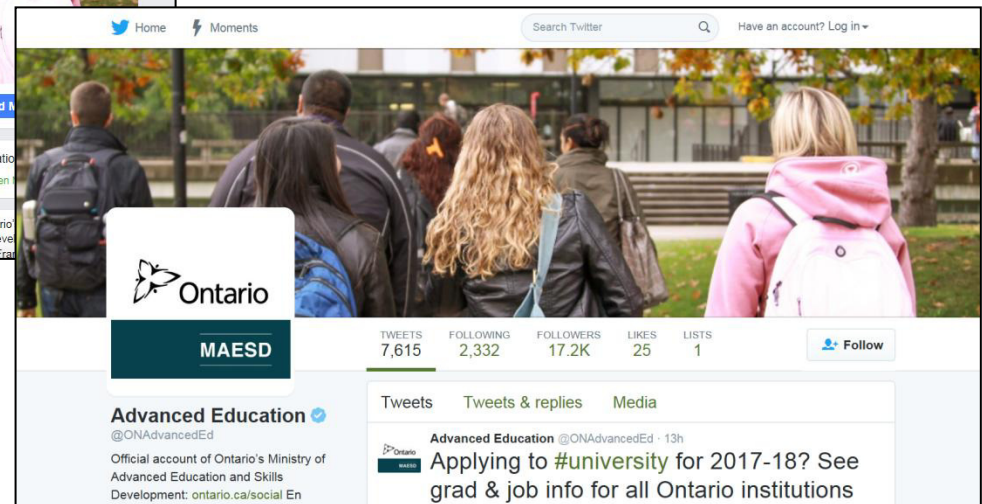 Home Moments Search Twitter Have an account? Log in
Ontario
MAESD
TWEETS FOLLOWING FOLLOWERS LIKES LISTS
7,615 2,332 17.2K 25 1
Follow
Advanced Education
@ONAdvancedEd
Official account of Ontario's Ministry of
Advanced Education and Skills
Development: ontario.ca/social En
Tweets Tweets & replies Media
Ontario
MAESD
Advanced Education @ONAdvancedEd · 13h
Applying to #university for 2017-18? See
grad & job info for all Ontario institutions